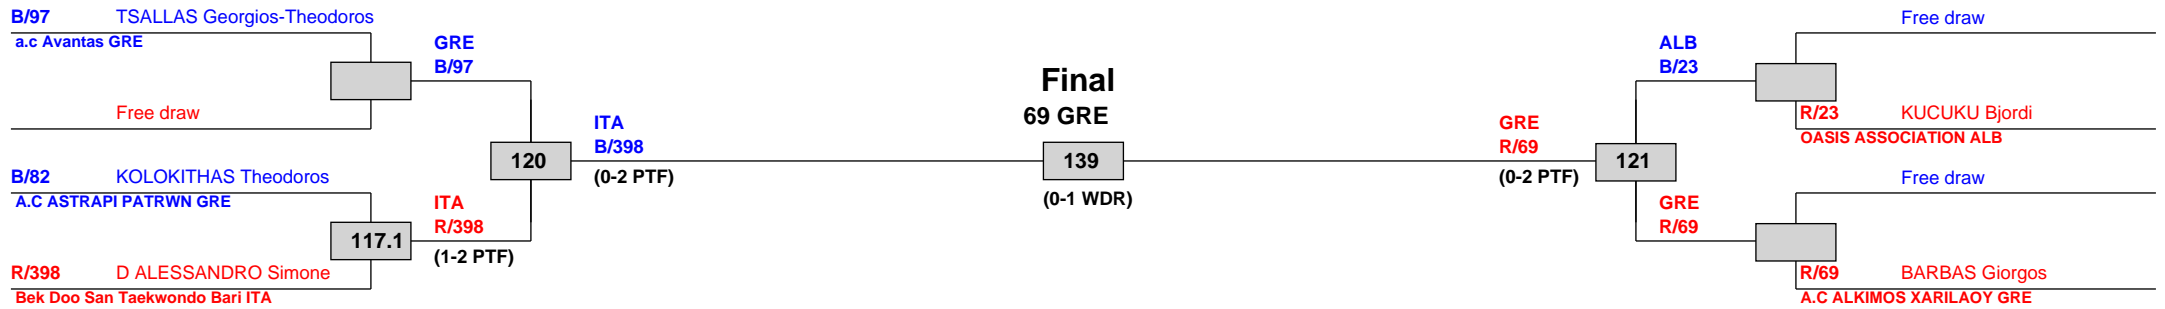 B/97 TSALLAS Georgios-Theodoros
a.c Avantas GRE
Free draw
B/82 KOLOKITHAS Theodoros
A.C ASTRAPI PATRWN GRE
117.1
R/398 D ALESSANDRO Simone
Bek Doo San Taekwondo Bari ITA
GRE
B/97
120
ITA
R/398
(1-2 PTF)
ITA
B/398
(0-2 PTF)
Final
69 GRE
139
(0-1 WDR)
GRE
R/69
(0-2 PTF)
121
ALB
B/23
GRE
R/69
Free draw
R/23 KUCUKU Bjordi
OASIS ASSOCIATION ALB
Free draw
R/69 BARBAS Giorgos
A.C ALKIMOS XARILAOY GRE